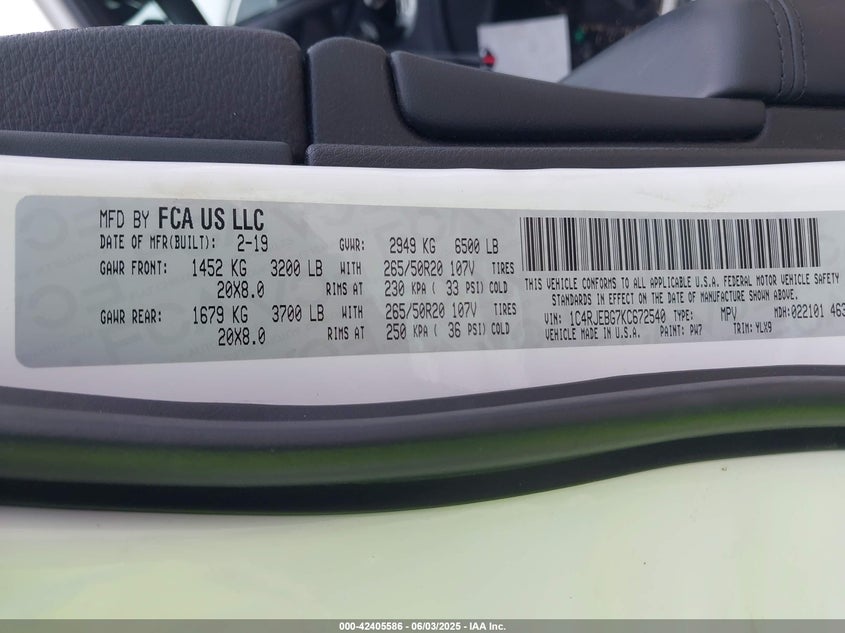 MFD BY FCA US LLC
DATE OF MFR(BUILT): 2-19 GVWR: 2949 KG 6500 LB
GAWR FRONT: 1452 KG 3200 LB WITH 265/50R20 107V TIRES
20X8.0 RIMS AT 230 KPA ( 33 PSI) COLD
GAWR REAR: 1679 KG 3700 LB WITH 265/50R20 107V TIRES
20X8.0 RIMS AT 250 KPA ( 36 PSI) COLD
THIS VEHICLE CONFORMS TO ALL APPLICABLE U.S.A. FEDERAL MOTOR VEHICLE SAFETY
STANDARDS IN EFFECT ON THE DATE OF MANUFACTURE SHOWN ABOVE.
VIN: 1C4RJEBG7KC672540 TYPE: MPV MDH:022101 463
VEHICLE MADE IN U.S.A. PAINT: PW7 TRIM: YLX9
000-42405586 - 06/03/2025 - IAA Inc.